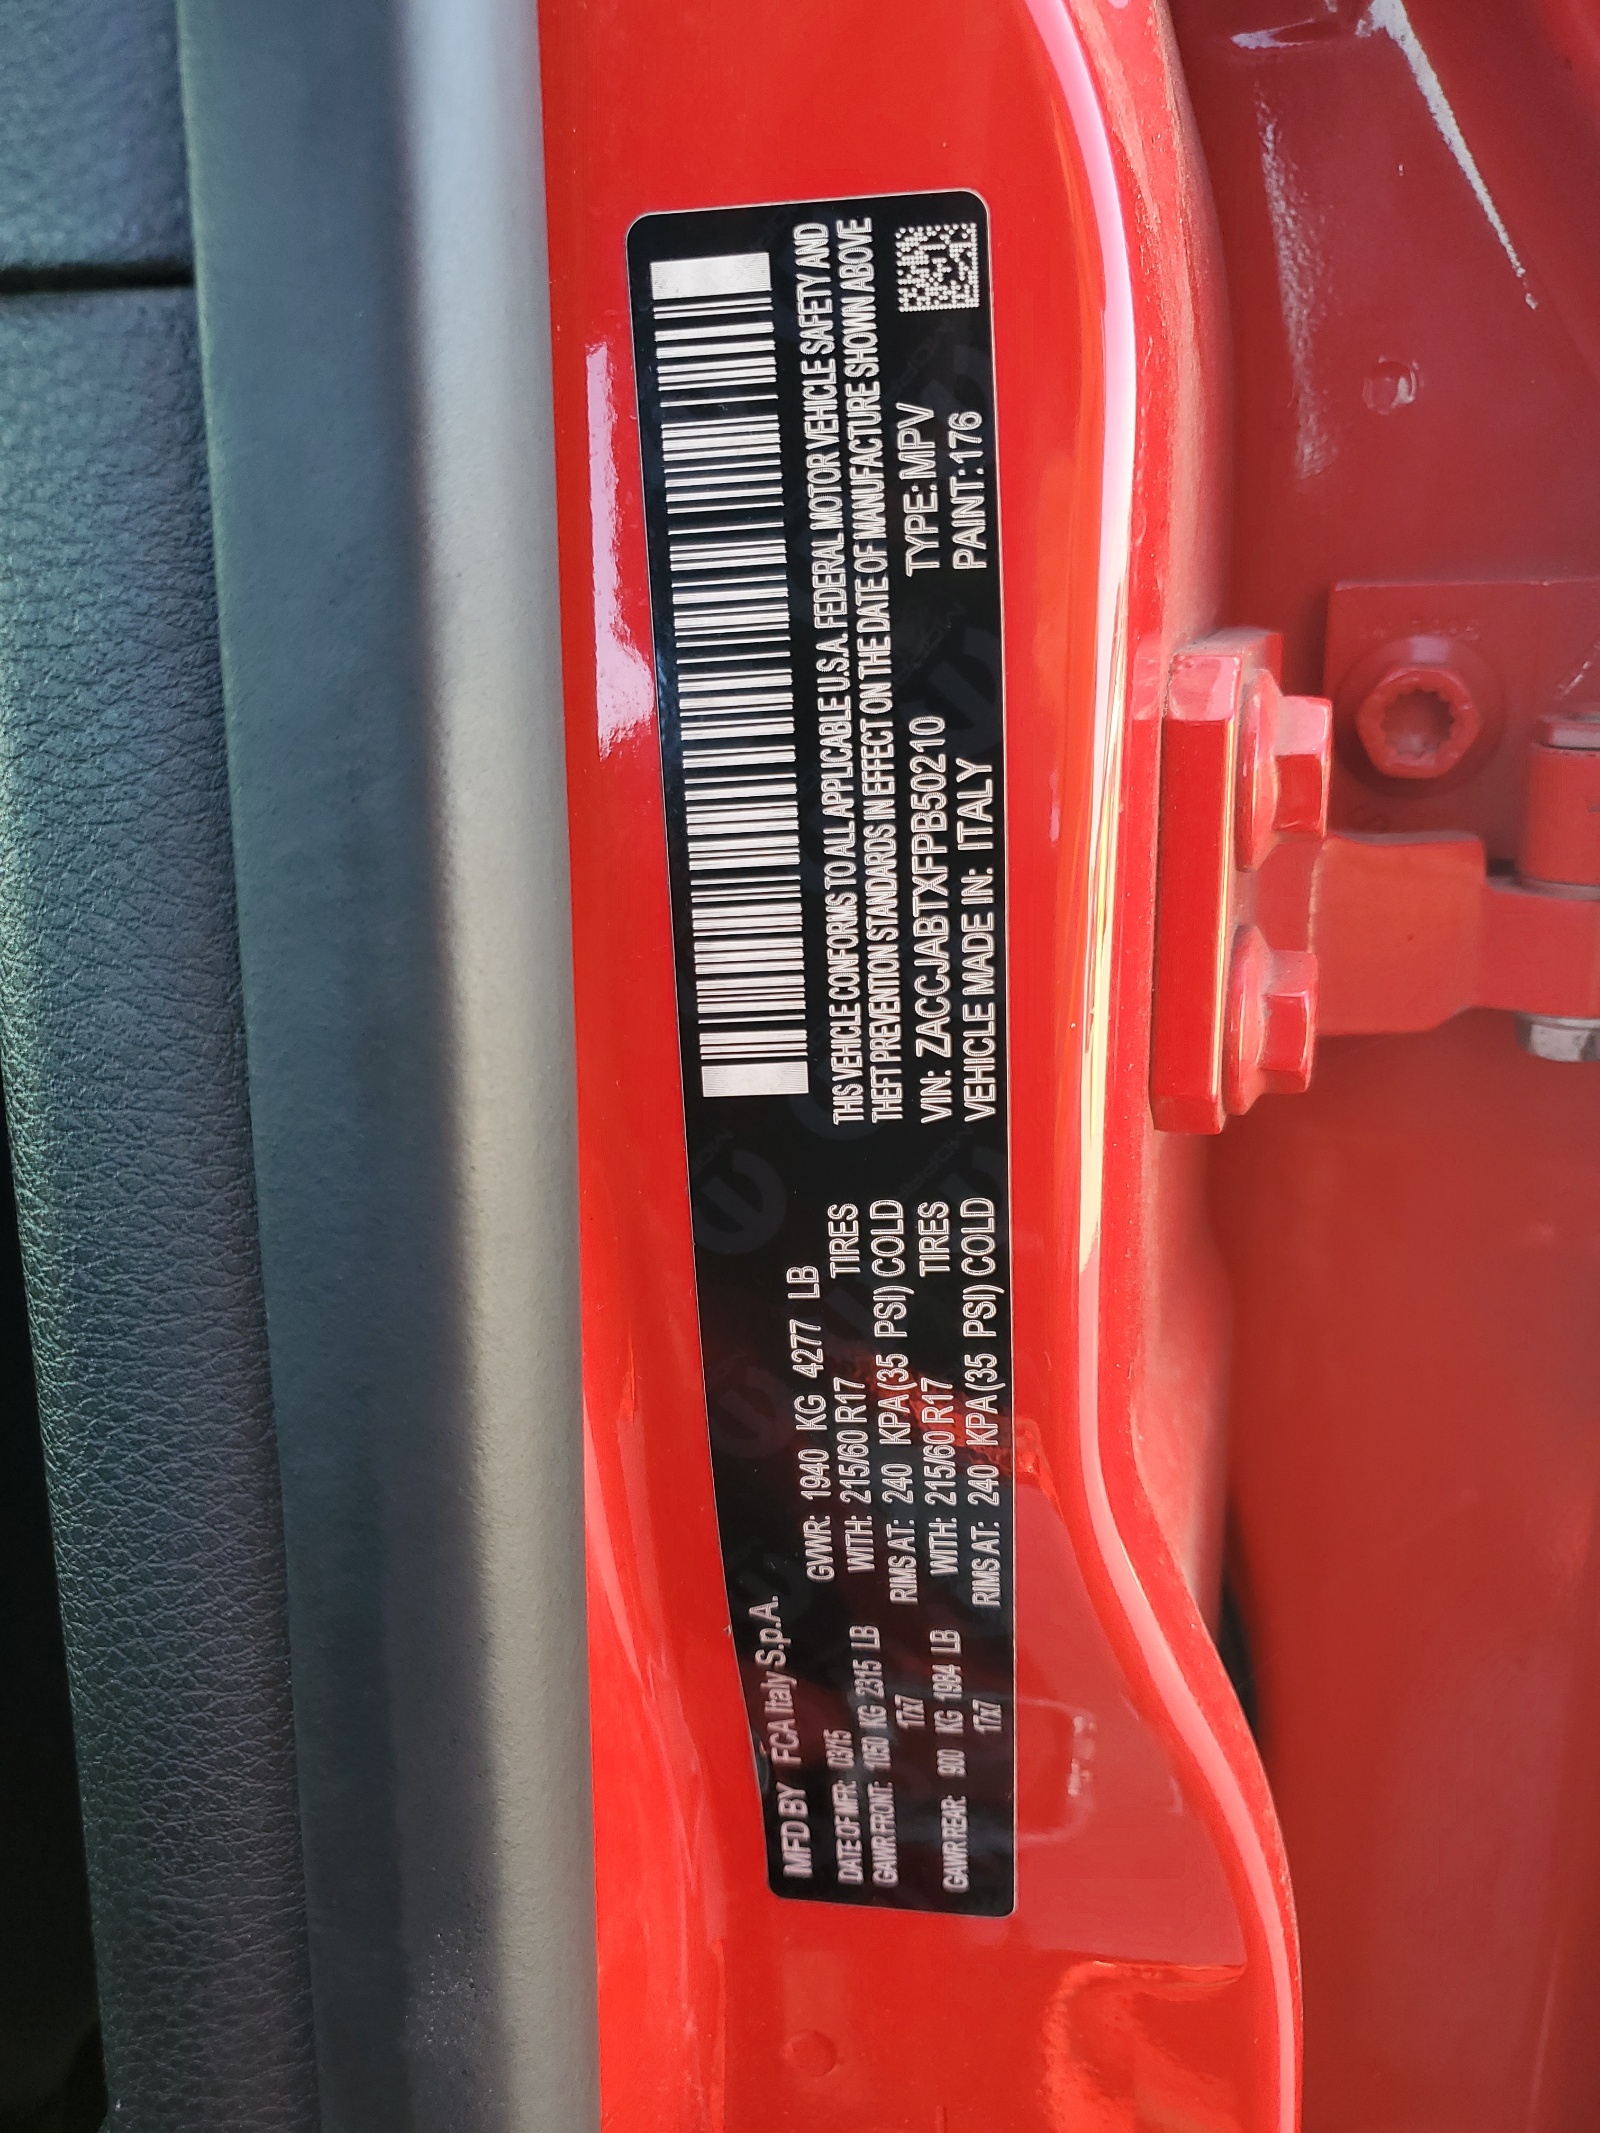 MFD BY FCA Italy S.p.A.
DATE OF MFR: 03/15
GAWR FRONT: 1050 KG 2315 LB
17x7
GAWR REAR: 900 KG 1984 LB
17x7
GVWR: 1940 KG 4277 LB
WITH: 215/60 R17 TIRES
RIMS AT: 240 KPA(35 PSI) COLD
WITH: 215/60 R17 TIRES
RIMS AT: 240 KPA(35 PSI) COLD
THIS VEHICLE CONFORMS TO ALL APPLICABLE U.S.A. FEDERAL MOTOR VEHICLE SAFETY AND
THEFT PREVENTION STANDARDS IN EFFECT ON THE DATE OF MANUFACTURE SHOWN ABOVE
VIN: ZACCJABTXFPB50210 TYPE: MPV
VEHICLE MADE IN: ITALY PAINT: 176